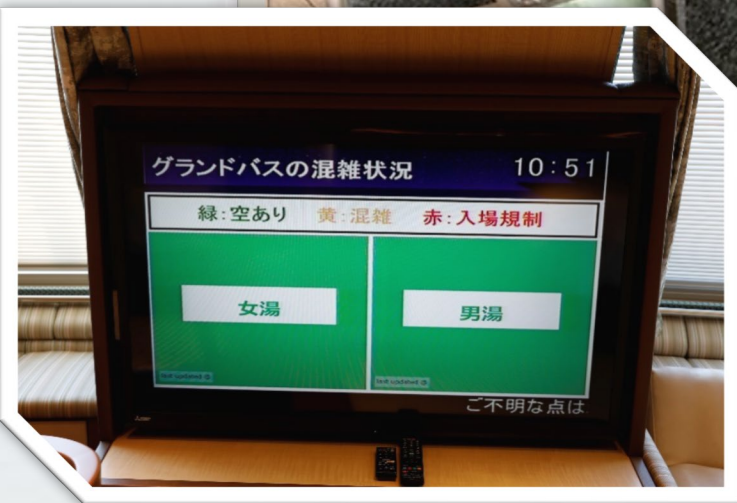 グランドバスの混雑状況 10:51
緑:空あり 黄:混雑 赤:入場規制
女湯
男湯
ご不明な点は